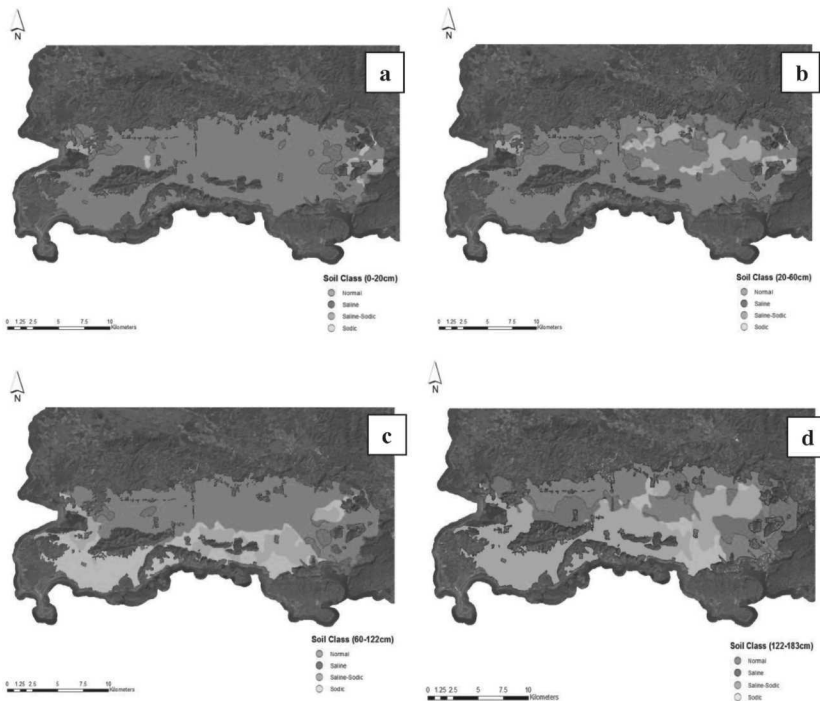 N
a
Soil Class (0-20cm)
Normal
Saline
Saline-Sodic
Sodic
0 1.25 2.5 5 7.5 10
Kilometers
N
b
Soil Class (20-60cm)
Normal
Saline
Saline-Sodic
Sodic
0 1.25 2.5 5 7.5 10
Kilometers
N
c
Soil Class (60-122cm)
Normal
Saline
Saline-Sodic
Sodic
0 1.25 2.5 5 7.5 10
Kilometers
N
d
Soil Class (122-183cm)
Normal
Saline
Saline-Sodic
Sodic
0 1.25 2.5 5 7.5 10
Kilometers